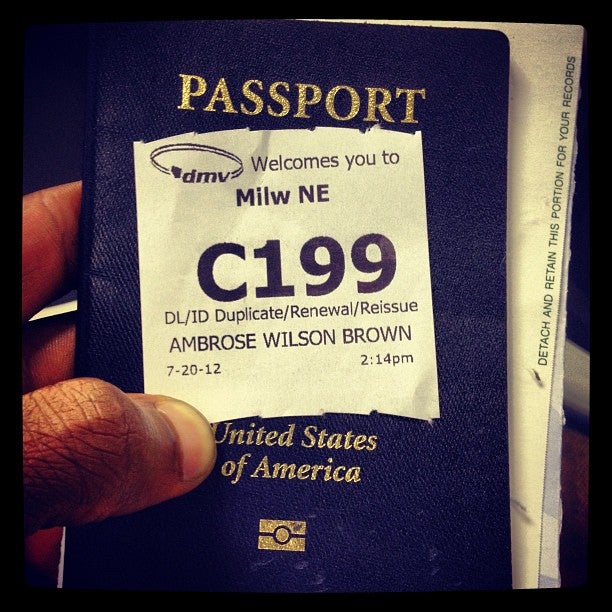 PASSPORT
dmv Welcomes you to
Milw NE
C199
DL/ID Duplicate/Renewal/Reissue
AMBROSE WILSON BROWN
7-20-12 2:14pm
United States
of America
DETACH AND RETAIN THIS PORTION FOR YOUR RECORDS